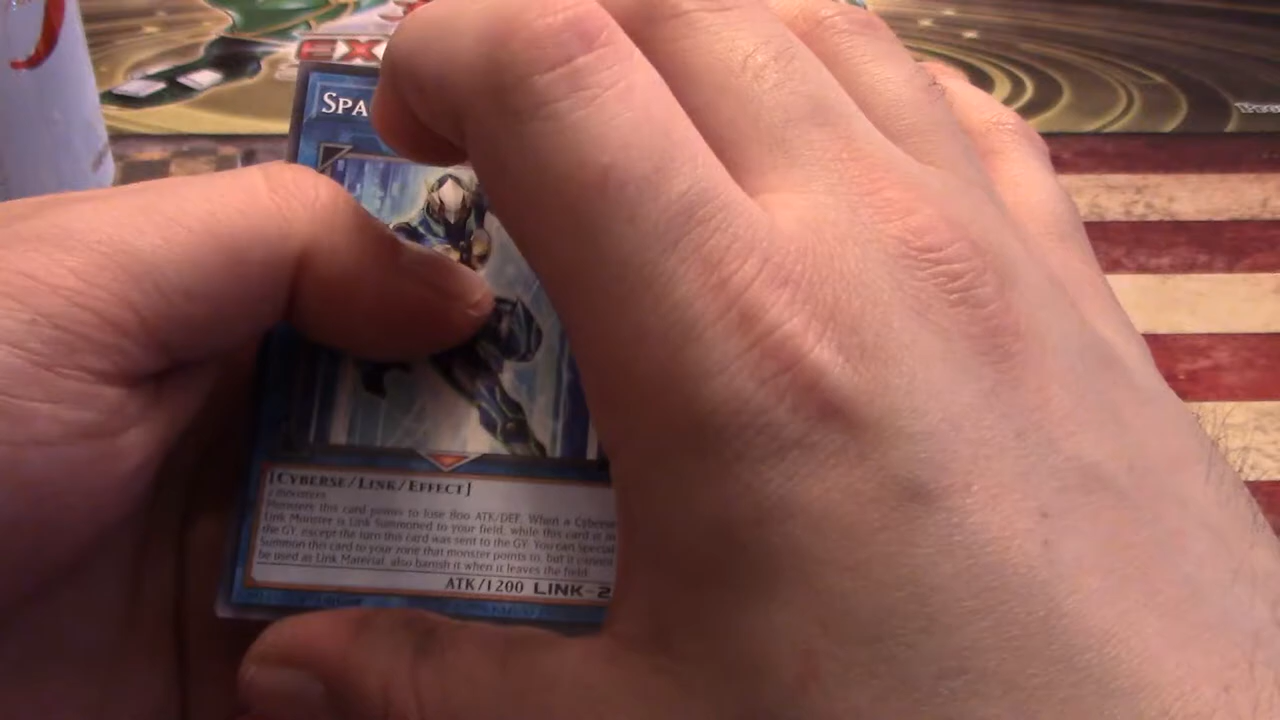 EX
SPA
[CYBERSE/LINK/EFFECT]
2 monsters
Monsters this card points to lose 800 ATK/DEF. When a Cyberse
Link Monster is Link Summoned to your field, while this card is in
the GY, except the turn this card was sent to the GY: You can Special
Summon this card to your zone that monster points to, but it cannot
be used as Link Material, also banish it when it leaves the field.
ATK/1200 LINK-2